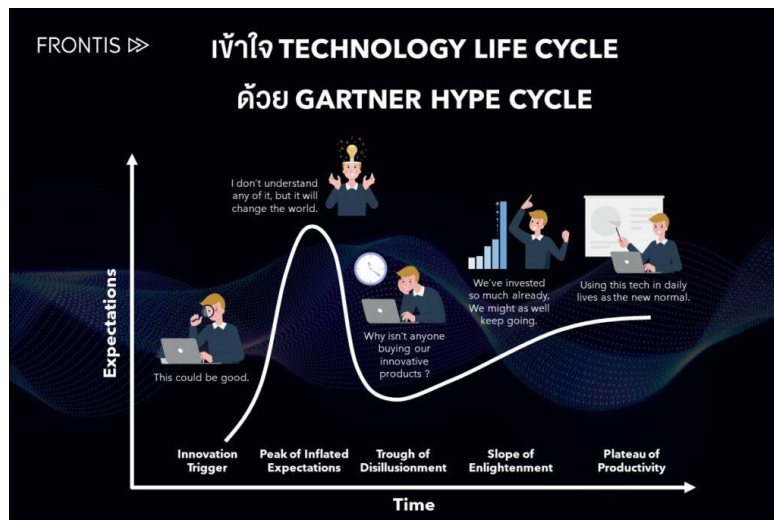 FRONTIS
เข้าใจ TECHNOLOGY LIFE CYCLE
ด้วย GARTNER HYPE CYCLE
I don't understand
any of it, but it will
change the world.
We've invested
so much already,
We might as well
keep going.
Using this tech in daily
lives as the new normal.
Why isn't anyone
buying our
innovative
products ?
This could be good.
Expectations
Innovation
Trigger
Peak of Inflated
Expectations
Trough of
Disillusionment
Slope of
Enlightenment
Plateau of
Productivity
Time